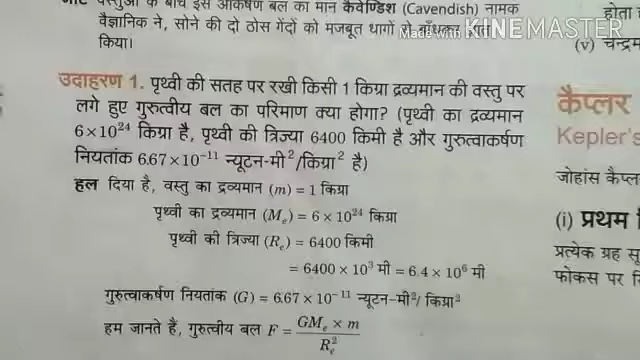 वस्तुओं के बीच इस आकर्षण बल का मान कैवेण्डिश (Cavendish) नामक
वैज्ञानिक ने, सोने की दो ठोस गेंदों को मजबूत धागों से बाँधकर ज्ञात
किया।
Made with KINEMASTER
उदाहरण 1. पृथ्वी की सतह पर रखी किसी 1 किग्रा द्रव्यमान की वस्तु पर
लगे हुए गुरुत्वीय बल का परिमाण क्या होगा? (पृथ्वी का द्रव्यमान
6×10²⁴ किग्रा है, पृथ्वी की त्रिज्या 6400 किमी है और गुरुत्वाकर्षण
नियतांक 6.67×10⁻¹¹ न्यूटन-मी²/किग्रा² है)
हल दिया है, वस्तु का द्रव्यमान (m) = 1 किग्रा
पृथ्वी का द्रव्यमान (Mₑ) = 6 × 10²⁴ किग्रा
पृथ्वी की त्रिज्या (Rₑ) = 6400 किमी
= 6400 × 10³ मी = 6.4 × 10⁶ मी
गुरुत्वाकर्षण नियतांक (G) = 6.67 × 10⁻¹¹ न्यूटन-मी²/ किग्रा²
हम जानते हैं, गुरुत्वीय बल F = GMₑ × m / Rₑ²
होता
(v) चन्द्रम
कैप्लर
Kepler's
जोहांस कैप्ल
(i) प्रथम
प्रत्येक ग्रह सू
फोकस पर